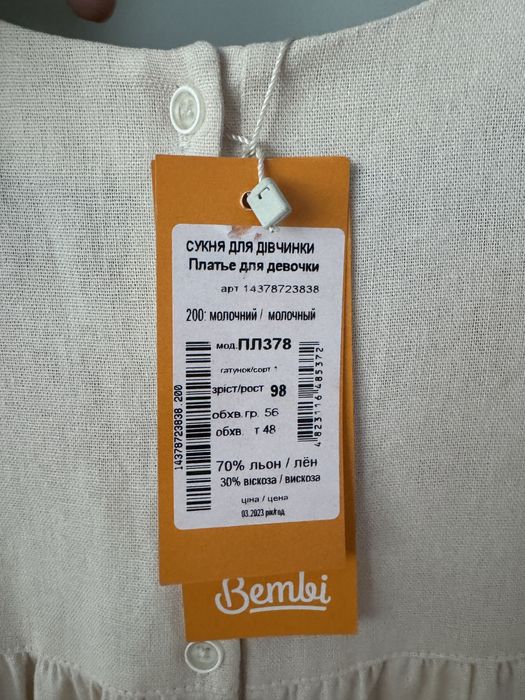 СУКНЯ ДЛЯ ДІВЧИНКИ
Платье для девочки
арт 14378723838
200: молочний / молочный
мод. ПЛ378
гатунок/сорт 1
зріст/рост 98
обхв. гр. 56
обхв. т 48
70% льон / лён
30% віскоза / вискоза
ціна / цена
03.2023 рік/год
14378723838 200
4823116485372
Bembi